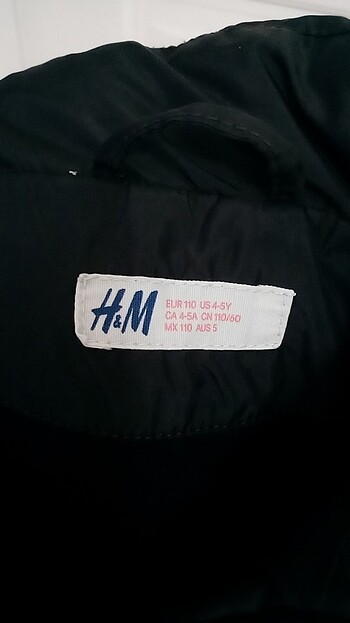 H&M
EUR 110 US 4-5Y
CA 4-5A CN 110/60
MX 110 AUS 5